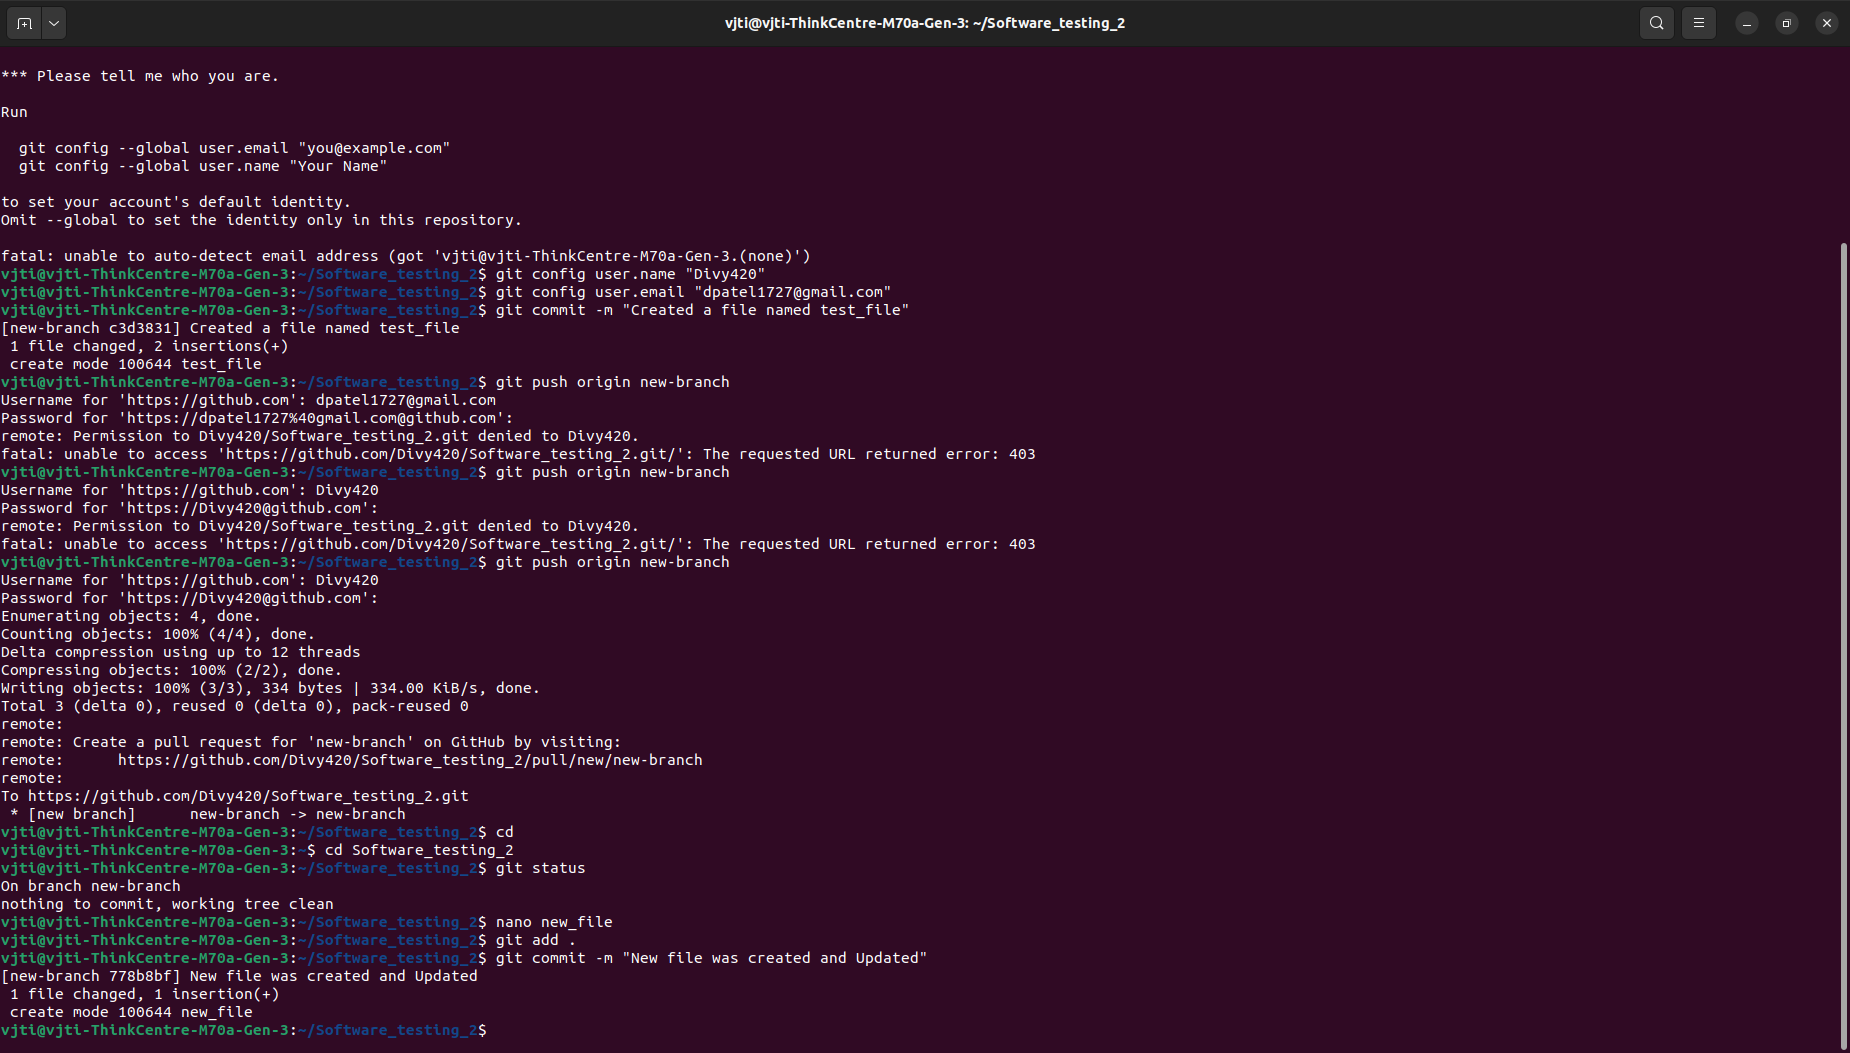 vjti@vjti-ThinkCentre-M70a-Gen-3: ~/Software_testing_2
*** Please tell me who you are.
Run
git config --global user.email "you@example.com"
git config --global user.name "Your Name"
to set your account's default identity.
Omit --global to set the identity only in this repository.
fatal: unable to auto-detect email address (got 'vjti@vjti-ThinkCentre-M70a-Gen-3.(none)')
vjti@vjti-ThinkCentre-M70a-Gen-3:~/Software_testing_2$ git config user.name "Divy420"
vjti@vjti-ThinkCentre-M70a-Gen-3:~/Software_testing_2$ git config user.email "dpatel1727@gmail.com"
vjti@vjti-ThinkCentre-M70a-Gen-3:~/Software_testing_2$ git commit -m "Created a file named test_file"
[new-branch c3d3831] Created a file named test_file
1 file changed, 2 insertions(+)
create mode 100644 test_file
vjti@vjti-ThinkCentre-M70a-Gen-3:~/Software_testing_2$ git push origin new-branch
Username for 'https://github.com': dpatel1727@gmail.com
Password for 'https://dpatel1727%40gmail.com@github.com':
remote: Permission to Divy420/Software_testing_2.git denied to Divy420.
fatal: unable to access 'https://github.com/Divy420/Software_testing_2.git/': The requested URL returned error: 403
vjti@vjti-ThinkCentre-M70a-Gen-3:~/Software_testing_2$ git push origin new-branch
Username for 'https://github.com': Divy420
Password for 'https://Divy420@github.com':
remote: Permission to Divy420/Software_testing_2.git denied to Divy420.
fatal: unable to access 'https://github.com/Divy420/Software_testing_2.git/': The requested URL returned error: 403
vjti@vjti-ThinkCentre-M70a-Gen-3:~/Software_testing_2$ git push origin new-branch
Username for 'https://github.com': Divy420
Password for 'https://Divy420@github.com':
Enumerating objects: 4, done.
Counting objects: 100% (4/4), done.
Delta compression using up to 12 threads
Compressing objects: 100% (2/2), done.
Writing objects: 100% (3/3), 334 bytes | 334.00 KiB/s, done.
Total 3 (delta 0), reused 0 (delta 0), pack-reused 0
remote:
remote: Create a pull request for 'new-branch' on GitHub by visiting:
remote:      https://github.com/Divy420/Software_testing_2/pull/new/new-branch
remote:
To https://github.com/Divy420/Software_testing_2.git
* [new branch]      new-branch -> new-branch
vjti@vjti-ThinkCentre-M70a-Gen-3:~/Software_testing_2$ cd
vjti@vjti-ThinkCentre-M70a-Gen-3:~$ cd Software_testing_2
vjti@vjti-ThinkCentre-M70a-Gen-3:~/Software_testing_2$ git status
On branch new-branch
nothing to commit, working tree clean
vjti@vjti-ThinkCentre-M70a-Gen-3:~/Software_testing_2$ nano new_file
vjti@vjti-ThinkCentre-M70a-Gen-3:~/Software_testing_2$ git add .
vjti@vjti-ThinkCentre-M70a-Gen-3:~/Software_testing_2$ git commit -m "New file was created and Updated"
[new-branch 778b8bf] New file was created and Updated
1 file changed, 1 insertion(+)
create mode 100644 new_file
vjti@vjti-ThinkCentre-M70a-Gen-3:~/Software_testing_2$